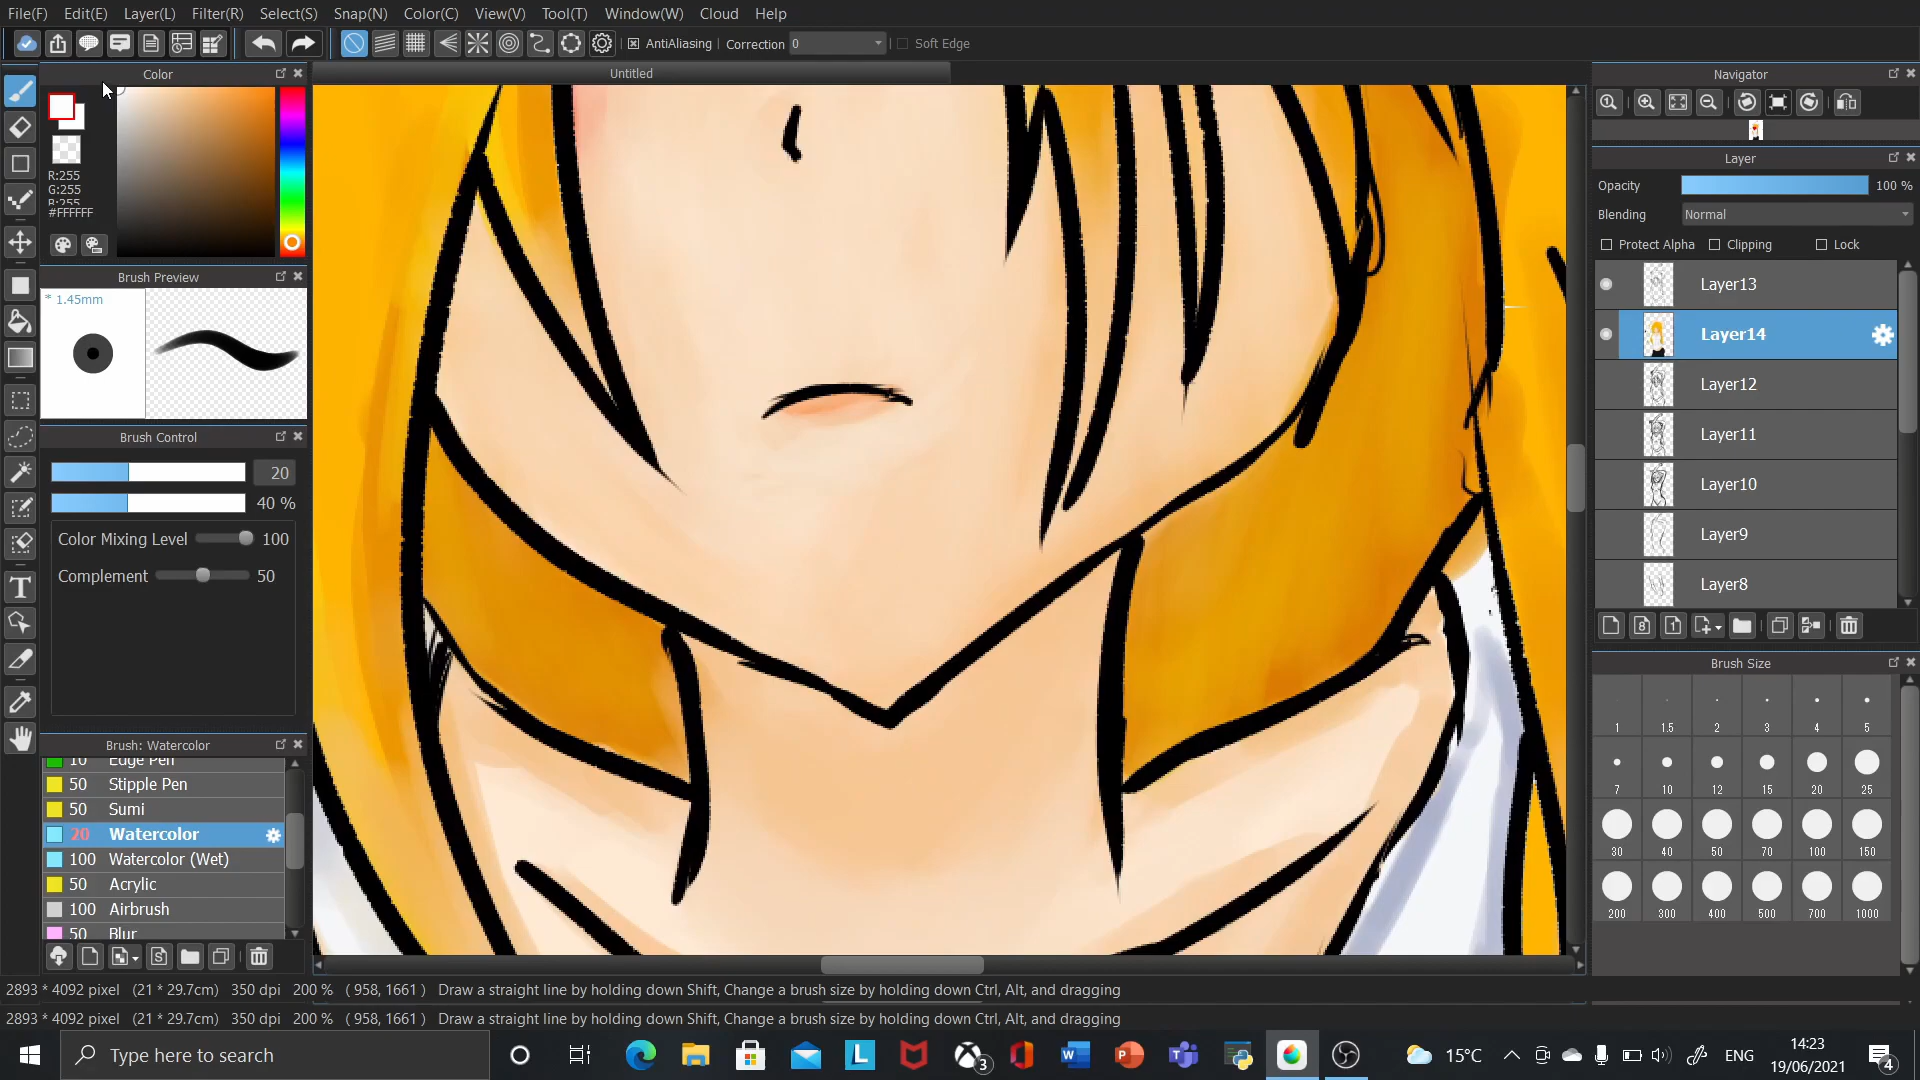 File(F) Edit(E) Layer(L) Filter(R) Select(S) Snap(N) Color(C) View(V) Tool(T) Window(W) Cloud Help
AntiAliasing Correction 0 Soft Edge
Color
R:255
G:255
B:255
#FFFFFF
Brush Preview
* 1.45mm
Brush Control
20
40 %
Color Mixing Level 100
Complement 50
Brush: Watercolor
10 Edge Pen
50 Stipple Pen
50 Sumi
20 Watercolor
100 Watercolor (Wet)
50 Acrylic
100 Airbrush
50 Blur
Untitled
Navigator
Layer
Opacity 100 %
Blending Normal
Protect Alpha Clipping Lock
Layer13
Layer14
Layer12
Layer11
Layer10
Layer9
Layer8
Brush Size
1 1.5 2 3 4 5
7 10 12 15 20 25
30 40 50 70 100 150
200 300 400 500 700 1000
2893 * 4092 pixel (21 * 29.7cm) 350 dpi 200 % ( 958, 1661 ) Draw a straight line by holding down Shift, Change a brush size by holding down Ctrl, Alt, and dragging
2893 * 4092 pixel (21 * 29.7cm) 350 dpi 200 % ( 958, 1661 ) Draw a straight line by holding down Shift, Change a brush size by holding down Ctrl, Alt, and dragging
Type here to search
3
15°C
ENG
14:23
19/06/2021
4